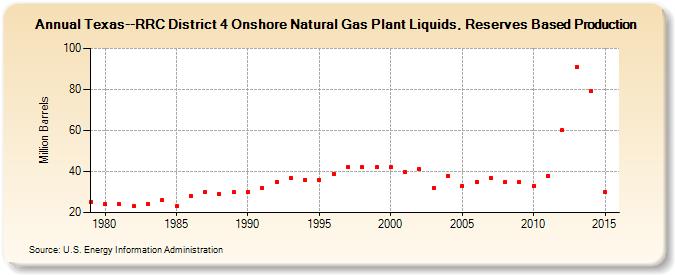 Annual Texas--RRC District 4 Onshore Natural Gas Plant Liquids, Reserves Based Production
Million Barrels
100
80
60
40
20
1980 1985 1990 1995 2000 2005 2010 2015
Source: U.S. Energy Information Administration